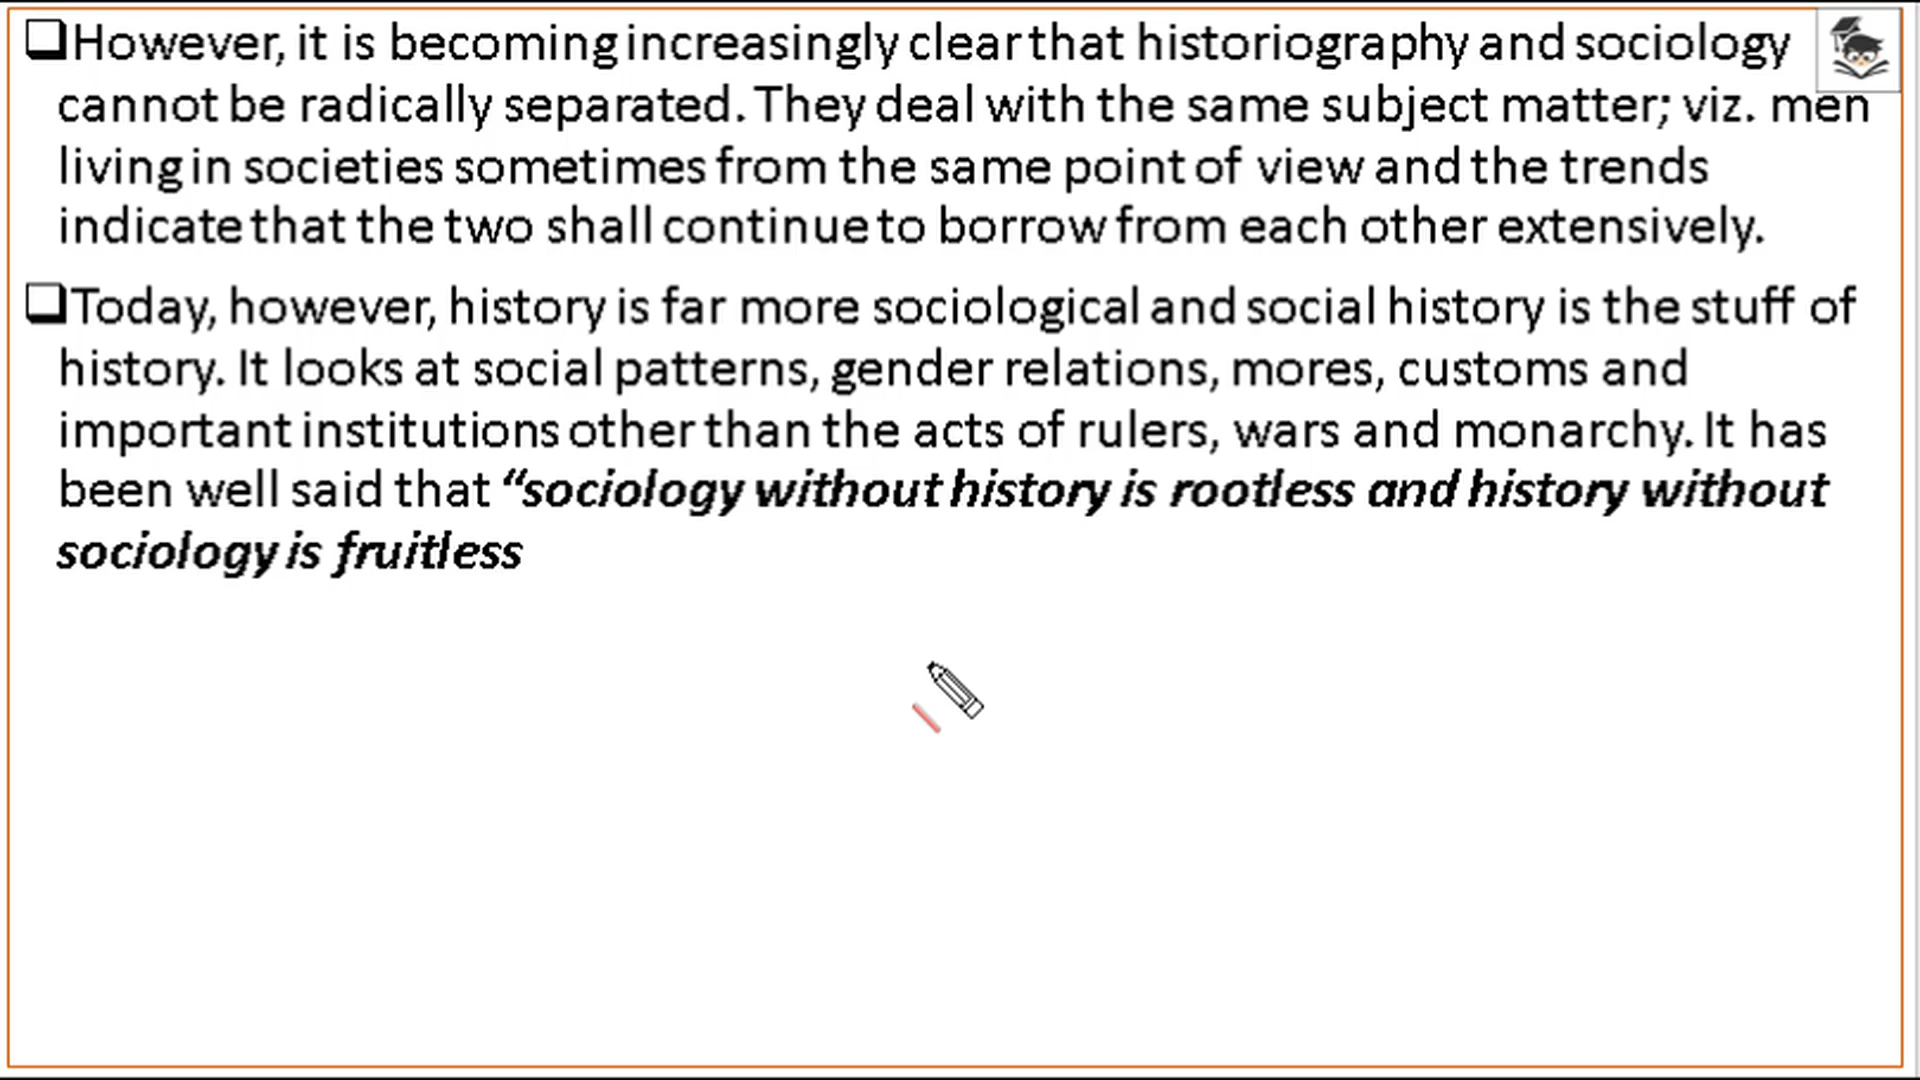 However, it is becoming increasingly clear that historiography and sociology
cannot be radically separated. They deal with the same subject matter; viz. men
living in societies sometimes from the same point of view and the trends
indicate that the two shall continue to borrow from each other extensively.
Today, however, history is far more sociological and social history is the stuff of
history. It looks at social patterns, gender relations, mores, customs and
important institutions other than the acts of rulers, wars and monarchy. It has
been well said that “sociology without history is rootless and history without
sociology is fruitless